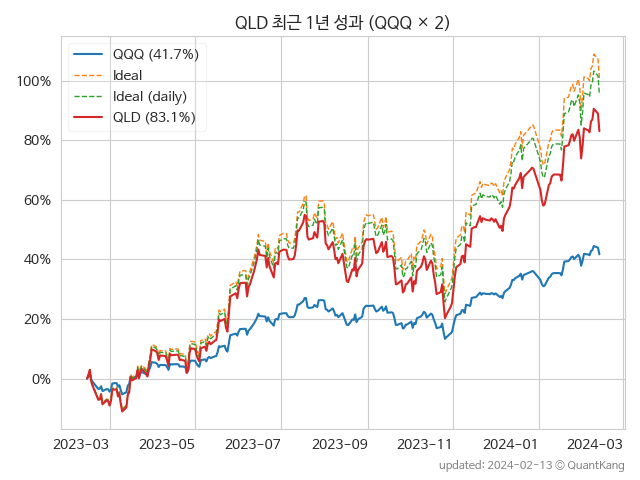 QLD 최근 1년 성과 (QQQ × 2)
QQQ (41.7%)
Ideal
Ideal (daily)
QLD (83.1%)
100%
80%
60%
40%
20%
0%
2023-03 2023-05 2023-07 2023-09 2023-11 2024-01 2024-03
updated: 2024-02-13 © QuantKang